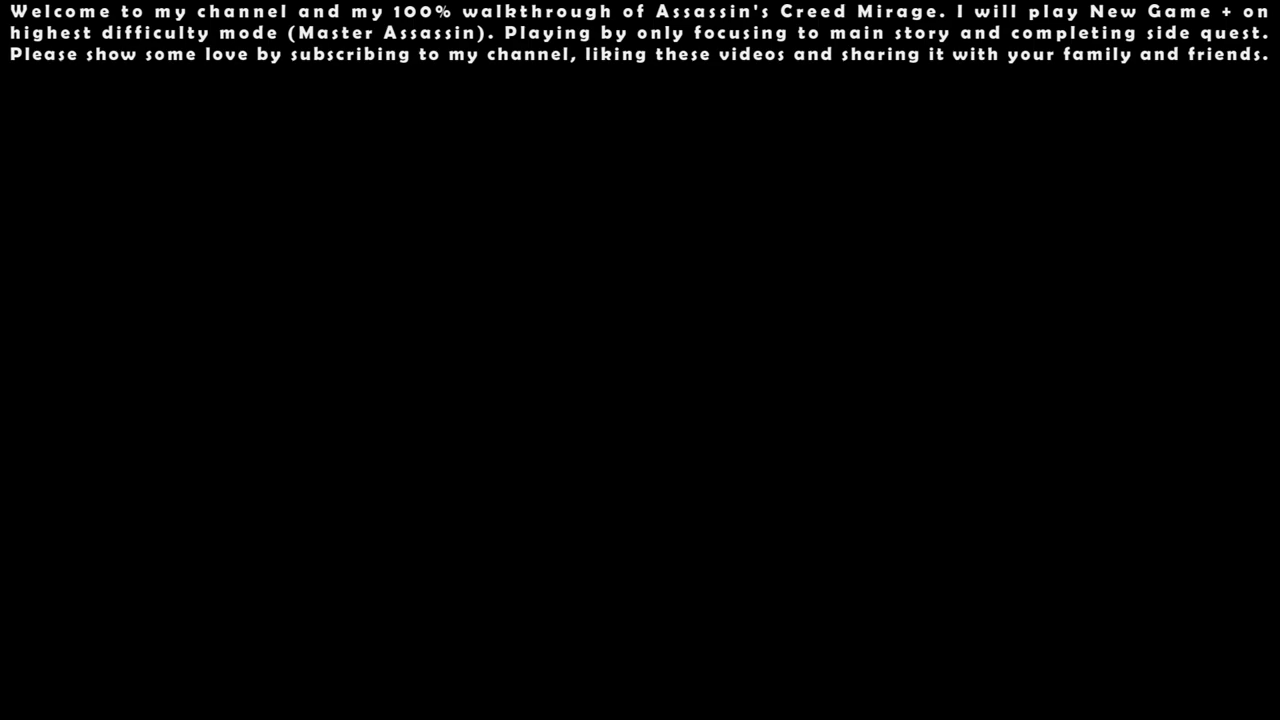 Welcome to my channel and my 100% walkthrough of Assassin's Creed Mirage. I will play New Game + on
highest difficulty mode (Master Assassin). Playing by only focusing to main story and completing side quest.
Please show some love by subscribing to my channel, liking these videos and sharing it with your family and friends.